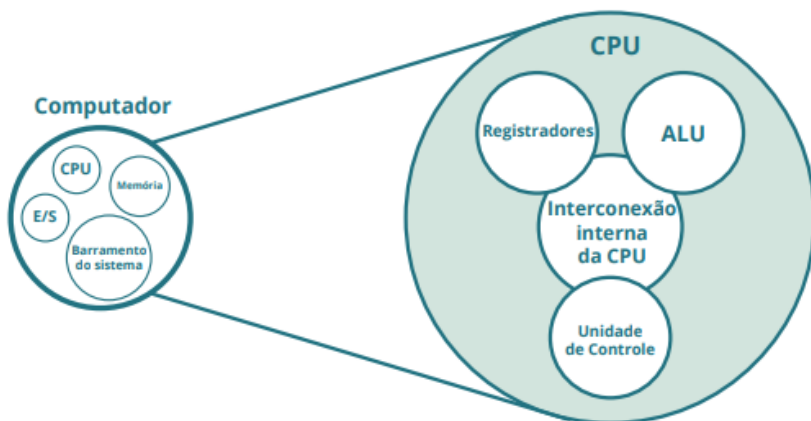 Computador
CPU
Memória
E/S
Barramento
do sistema
CPU
Registradores
ALU
Interconexão
interna
da CPU
Unidade
de Controle